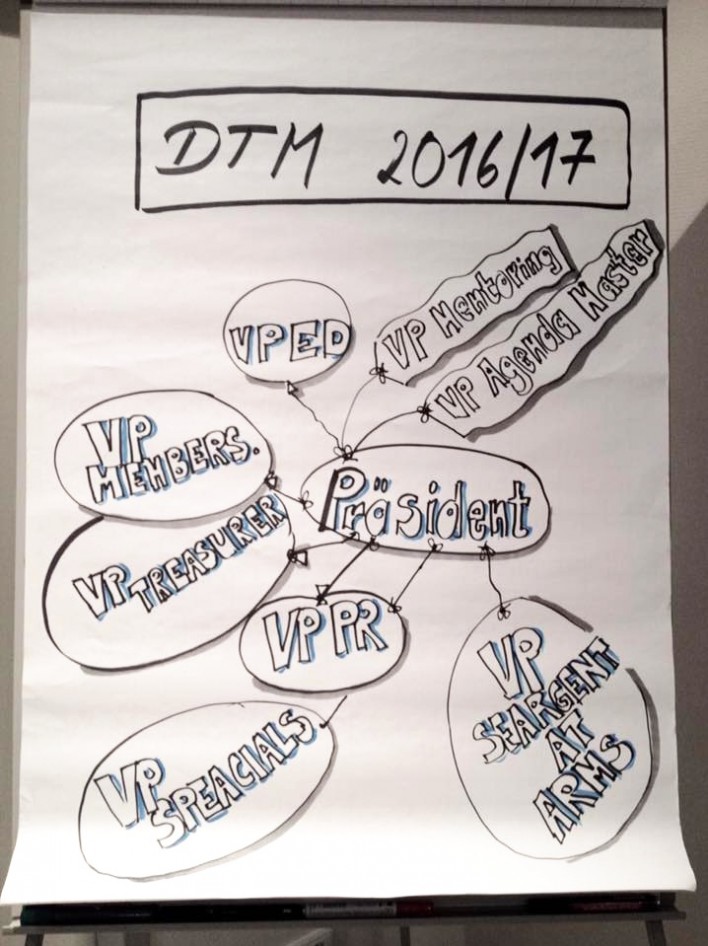 DTM 2016/17
VP Mentoring
VP Agenda Master
VPED
VP
MEMBERS.
Präsident
VP TREASURER
VP PR
VP
SEARGENT
AT
ARMS
VP
SPEACIALS